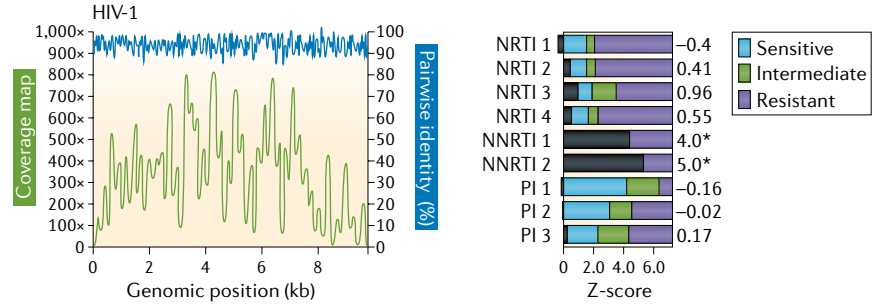 HIV-1
Coverage map
1,000×
900×
800×
700×
600×
500×
400×
300×
200×
100×
0
100
90
80
70
60
50
40
30
20
10
0
Pairwise identity (%)
0 2 4 6 8
Genomic position (kb)
NRTI 1 –0.4
NRTI 2 0.41
NRTI 3 0.96
NRTI 4 0.55
NNRTI 1 4.0*
NNRTI 2 5.0*
PI 1 –0.16
PI 2 –0.02
PI 3 0.17
0 2.0 4.0 6.0
Z-score
Sensitive
Intermediate
Resistant